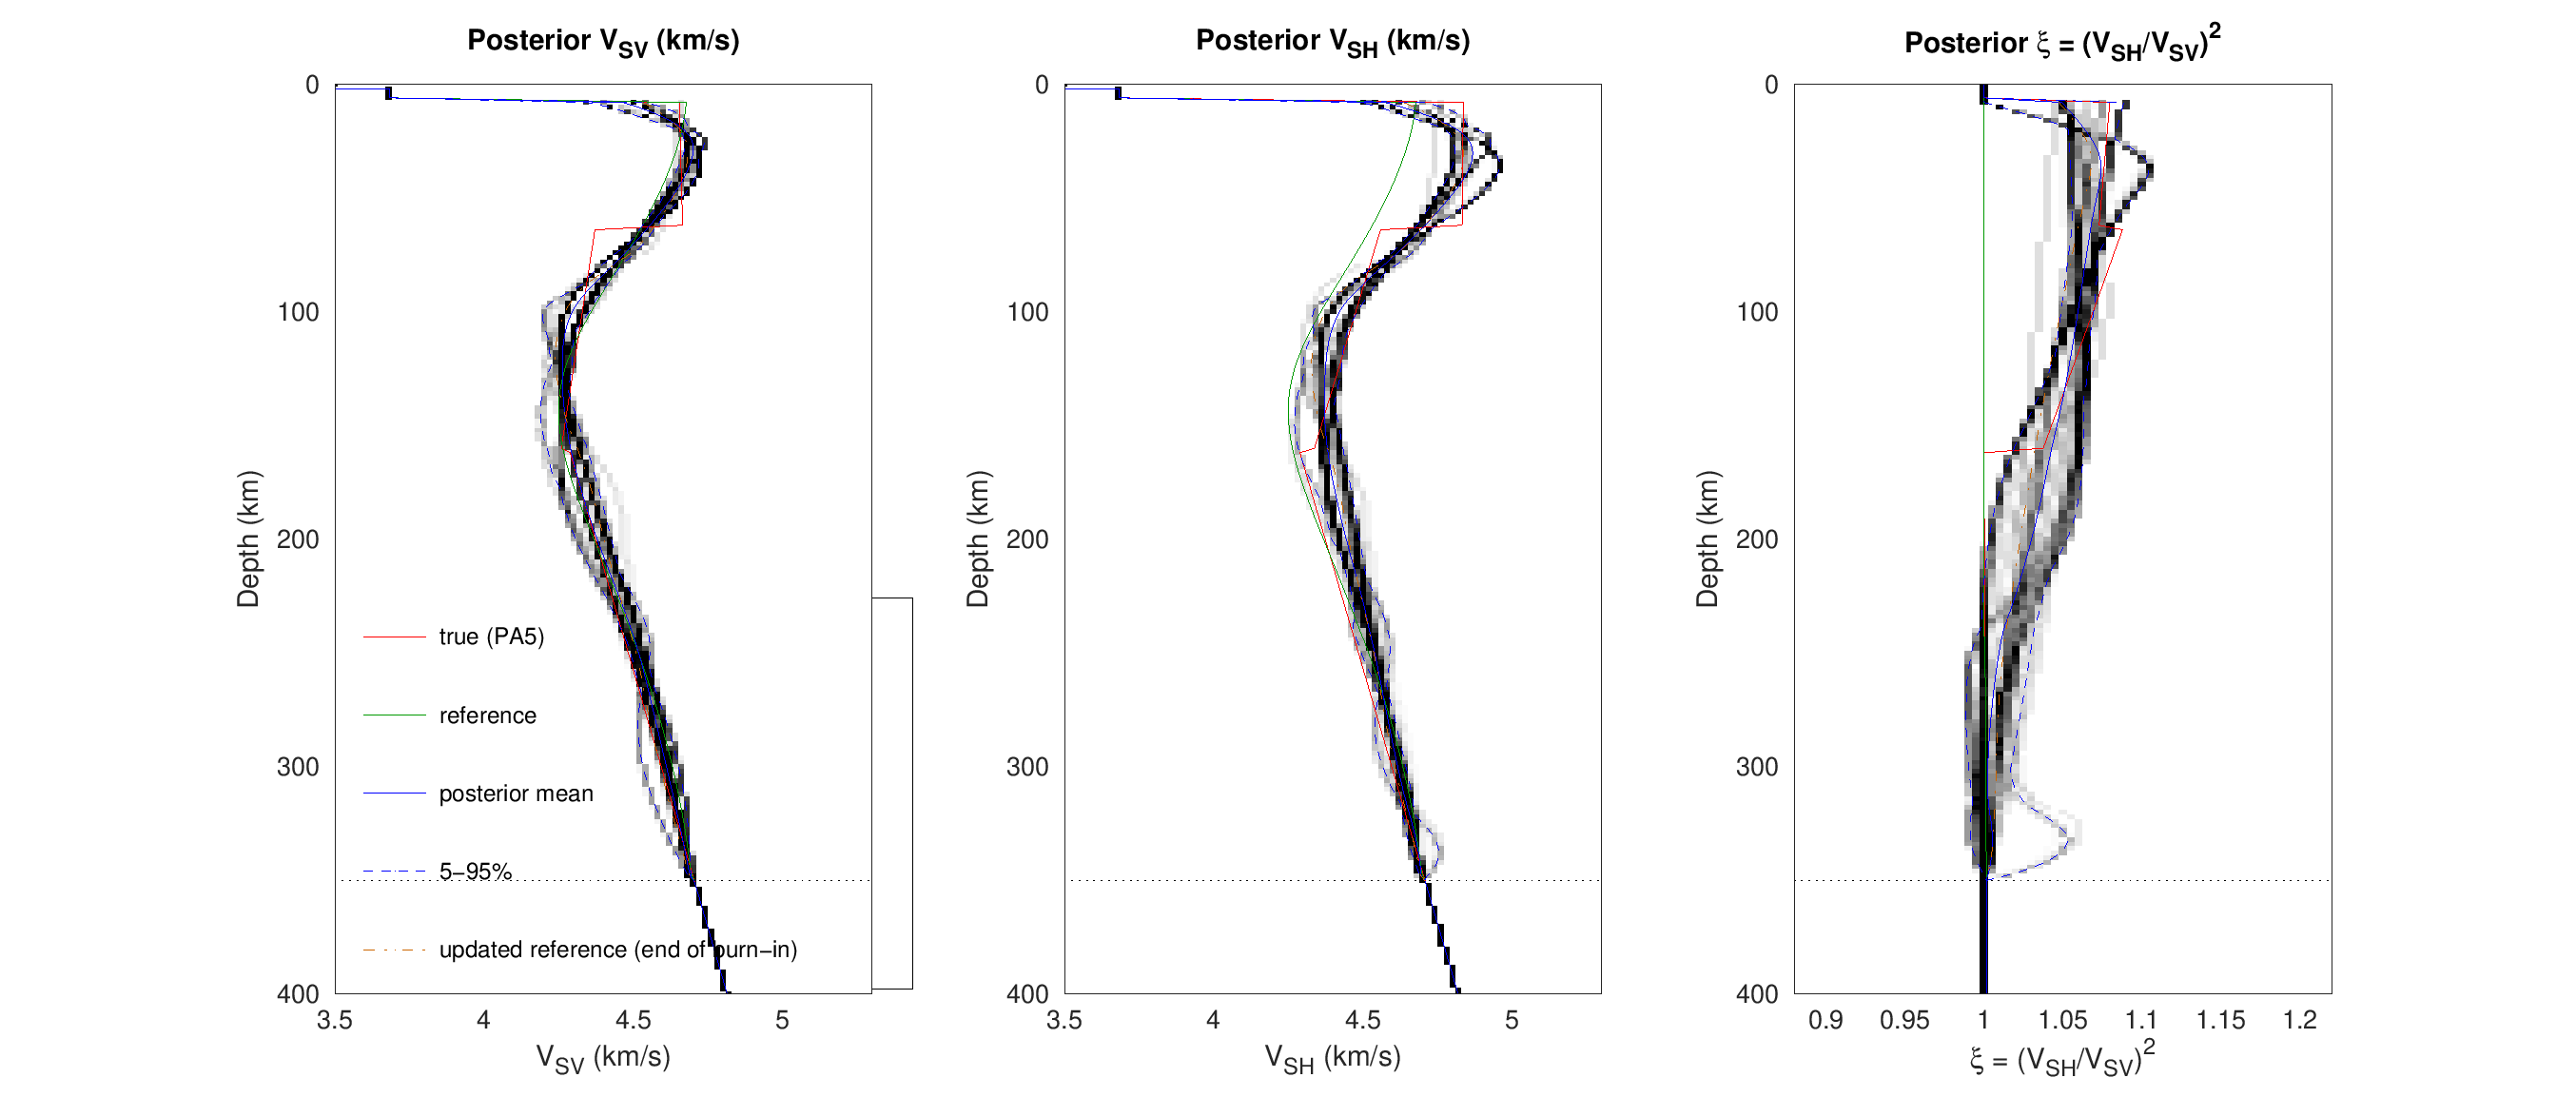 Posterior V_SV (km/s)
0
100
200
300
400
3.5
4
4.5
5
Depth (km)
V_SV (km/s)
true (PA5)
reference
posterior mean
5−95%
updated reference (end of burn−in)
Posterior V_SH (km/s)
0
100
200
300
400
3.5
4
4.5
5
Depth (km)
V_SH (km/s)
Posterior ξ = (V_SH/V_SV)^2
0
100
200
300
400
0.9
0.95
1
1.05
1.1
1.15
1.2
Depth (km)
ξ = (V_SH/V_SV)^2